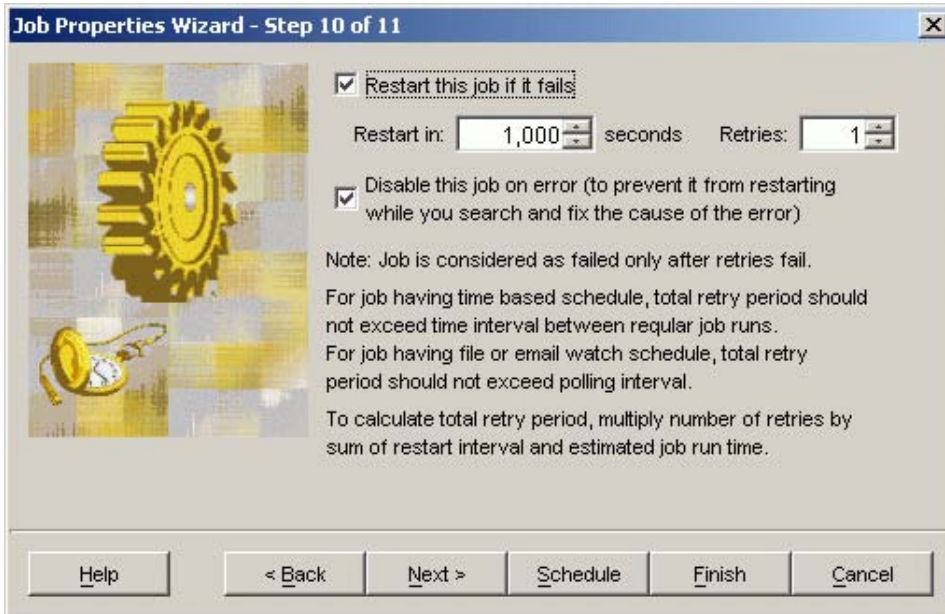 Job Properties Wizard - Step 10 of 11
Restart this job if it fails
Restart in: 1,000 seconds Retries: 1
Disable this job on error (to prevent it from restarting
while you search and fix the cause of the error)
Note: Job is considered as failed only after retries fail.
For job having time based schedule, total retry period should
not exceed time interval between reqular job runs.
For job having file or email watch schedule, total retry
period should not exceed polling interval.
To calculate total retry period, multiply number of retries by
sum of restart interval and estimated job run time.
Help < Back Next > Schedule Finish Cancel